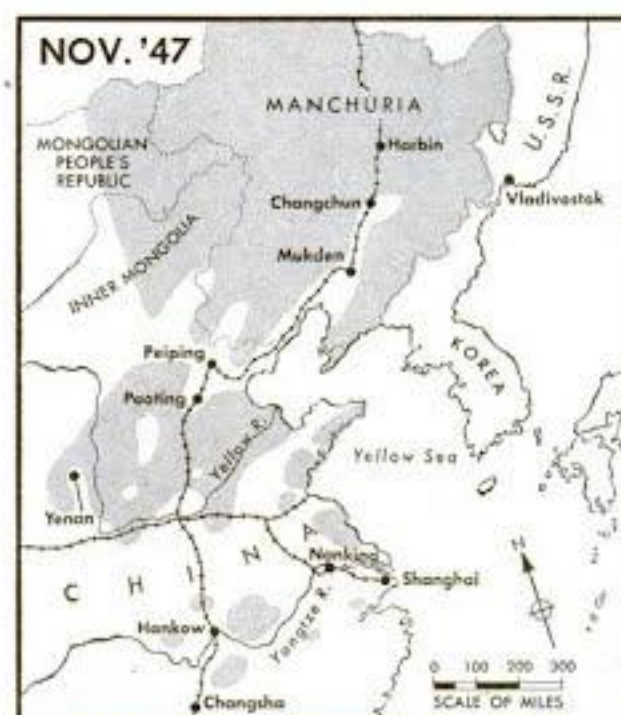 NOV. '47
MANCHURIA
U.S.S.R.
Harbin
MONGOLIAN
PEOPLE'S
REPUBLIC
Changchun
Vladivostok
Mukden
INNER MONGOLIA
Peiping
KOREA
Paoting
Yellow R.
Yellow Sea
Yenan
CHINA
Nanking
Shanghai
N
Hankow
Yangtze R.
0 100 200 300
SCALE OF MILES
Changsha